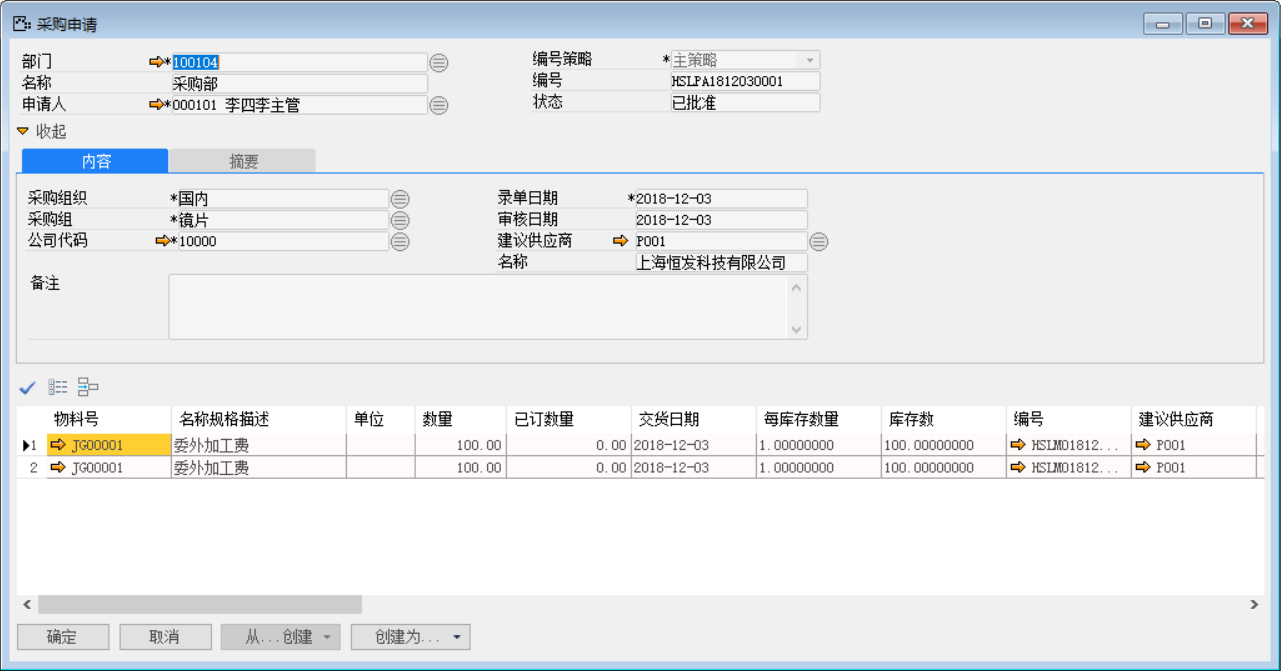 采购申请
部门 *100104 编号策略 *主策略
名称 采购部 编号 HSLPA1812030001
申请人 *000101 李四李主管 状态 已批准
收起
内容 摘要
采购组织 *国内 录单日期 *2018-12-03
采购组 *镜片 审核日期 2018-12-03
公司代码 *10000 建议供应商 P001
名称 上海恒发科技有限公司
备注
物料号 名称规格描述 单位 数量 已订数量 交货日期 每库存数量 库存数 编号 建议供应商
1 JG00001 委外加工费 100.00 0.00 2018-12-03 1.00000000 100.00000000 HSLMO1812... P001
2 JG00001 委外加工费 100.00 0.00 2018-12-03 1.00000000 100.00000000 HSLMO1812... P001
确定 取消 从...创建 创建为...